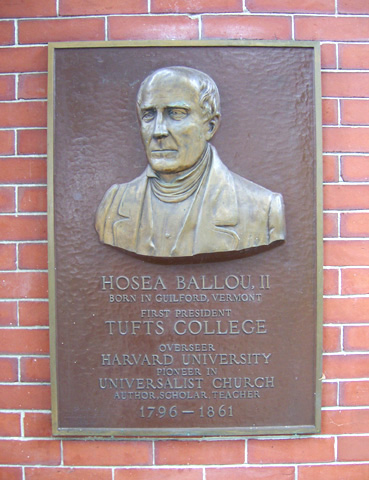 HOSEA BALLOU, II
BORN IN GUILFORD, VERMONT
FIRST PRESIDENT
TUFTS COLLEGE
OVERSEER
HARVARD UNIVERSITY
PIONEER IN
UNIVERSALIST CHURCH
AUTHOR, SCHOLAR TEACHER
1796 — 1861